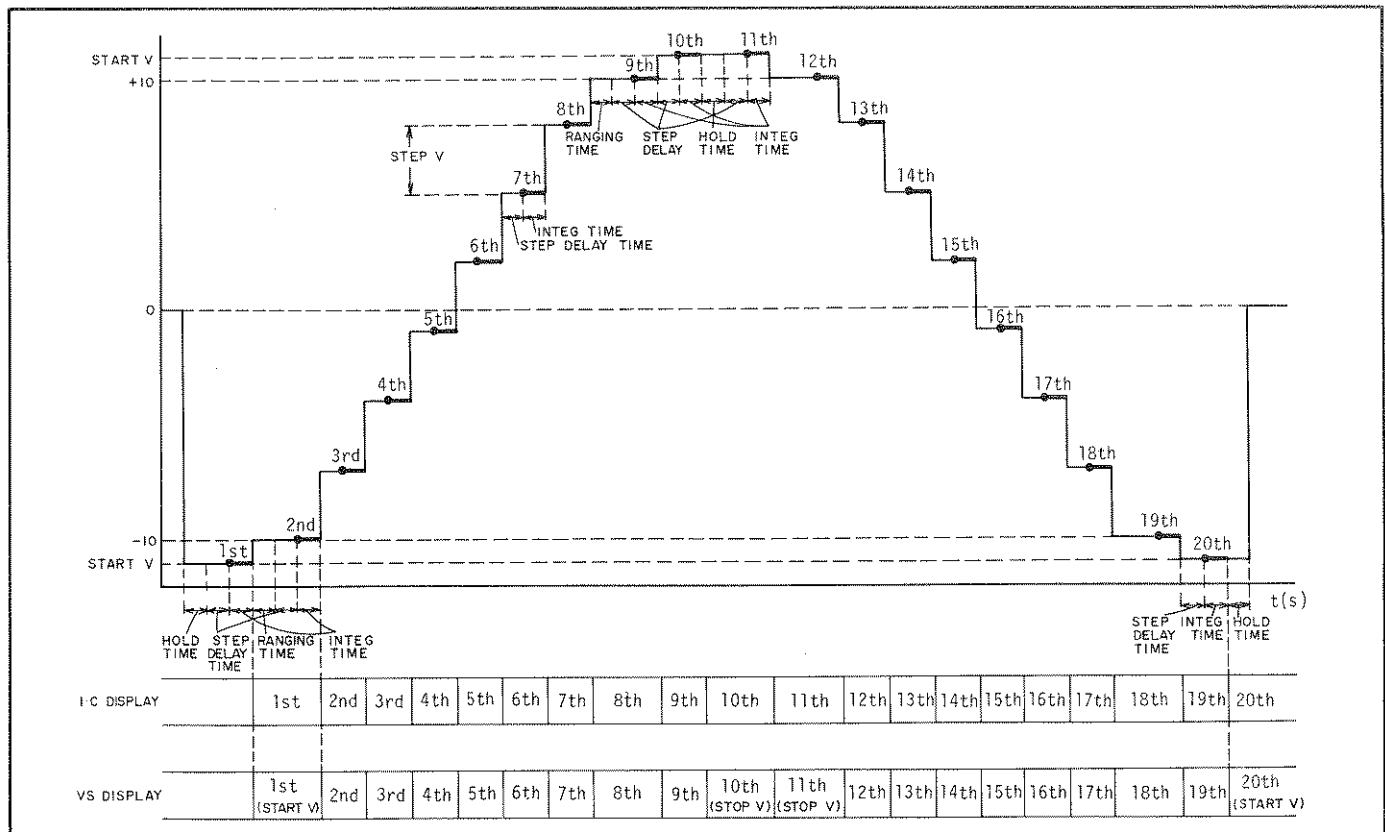 10th
11th
START V
+10
9th
12th
8th
RANGING TIME
STEP DELAY
HOLD TIME
INTEG TIME
13th
STEP V
7th
14th
INTEG TIME
STEP DELAY TIME
6th
15th
0
5th
16th
4th
17th
3rd
18th
2nd
19th
-10
1st
20th
START V
t(s)
HOLD TIME
STEP DELAY TIME
RANGING TIME
INTEG TIME
STEP DELAY TIME
INTEG TIME
HOLD TIME
I-C DISPLAY 1st 2nd 3rd 4th 5th 6th 7th 8th 9th 10th 11th 12th 13th 14th 15th 16th 17th 18th 19th 20th
VS DISPLAY 1st (START V) 2nd 3rd 4th 5th 6th 7th 8th 9th 10th (STOP V) 11th (STOP V) 12th 13th 14th 15th 16th 17th 18th 19th 20th (START V)